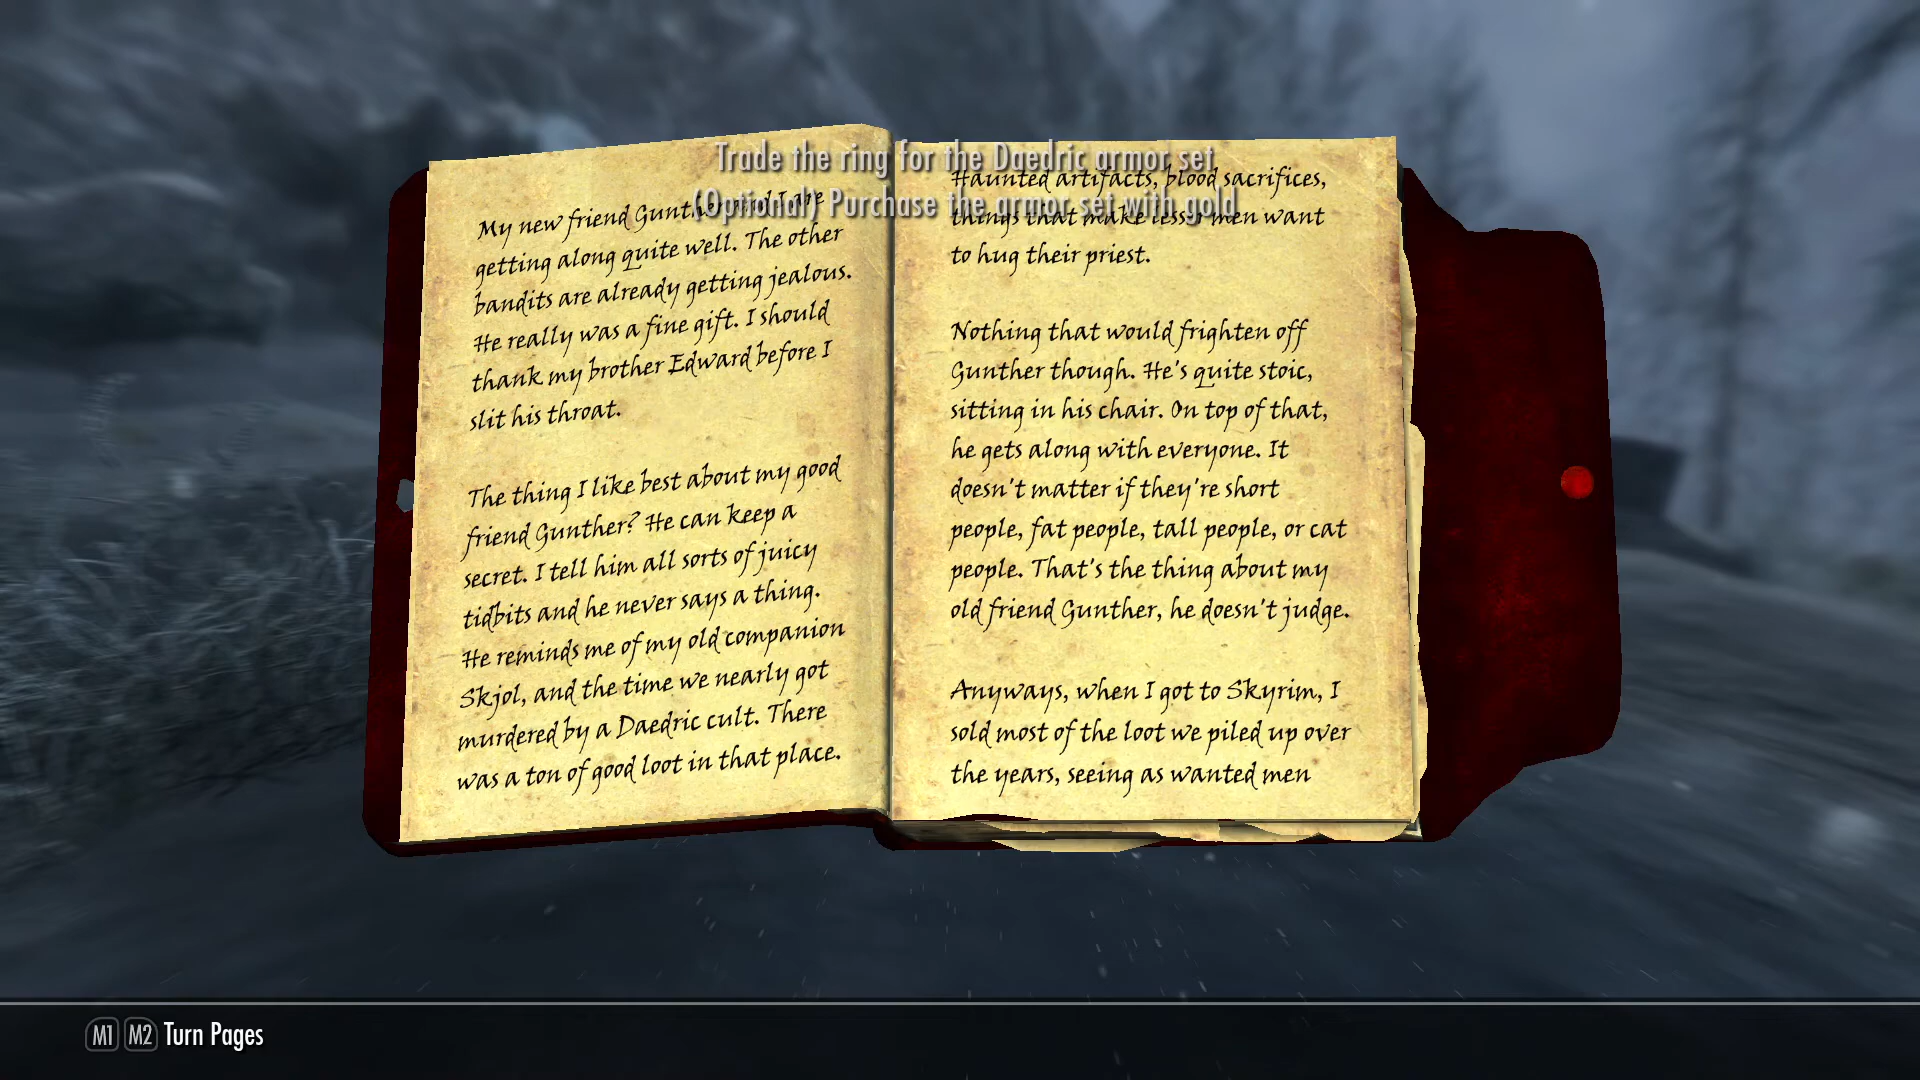 Trade the ring for the Daedric armor set
(Optional) Purchase the armor set with gold
My new friend Gunther and I are
getting along quite well. The other
bandits are already getting jealous.
He really was a fine gift. I should
thank my brother Edward before I
slit his throat.
The thing I like best about my good
friend Gunther? He can keep a
secret. I tell him all sorts of juicy
tidbits and he never says a thing.
He reminds me of my old companion
Skjol, and the time we nearly got
murdered by a Daedric cult. There
was a ton of good loot in that place.
Haunted artifacts, blood sacrifices,
things that make lesser men want
to hug their priest.
Nothing that would frighten off
Gunther though. He's quite stoic,
sitting in his chair. On top of that,
he gets along with everyone. It
doesn't matter if they're short
people, fat people, tall people, or cat
people. That's the thing about my
old friend Gunther, he doesn't judge.
Anyways, when I got to Skyrim, I
sold most of the loot we piled up over
the years, seeing as wanted men
M1 M2 Turn Pages